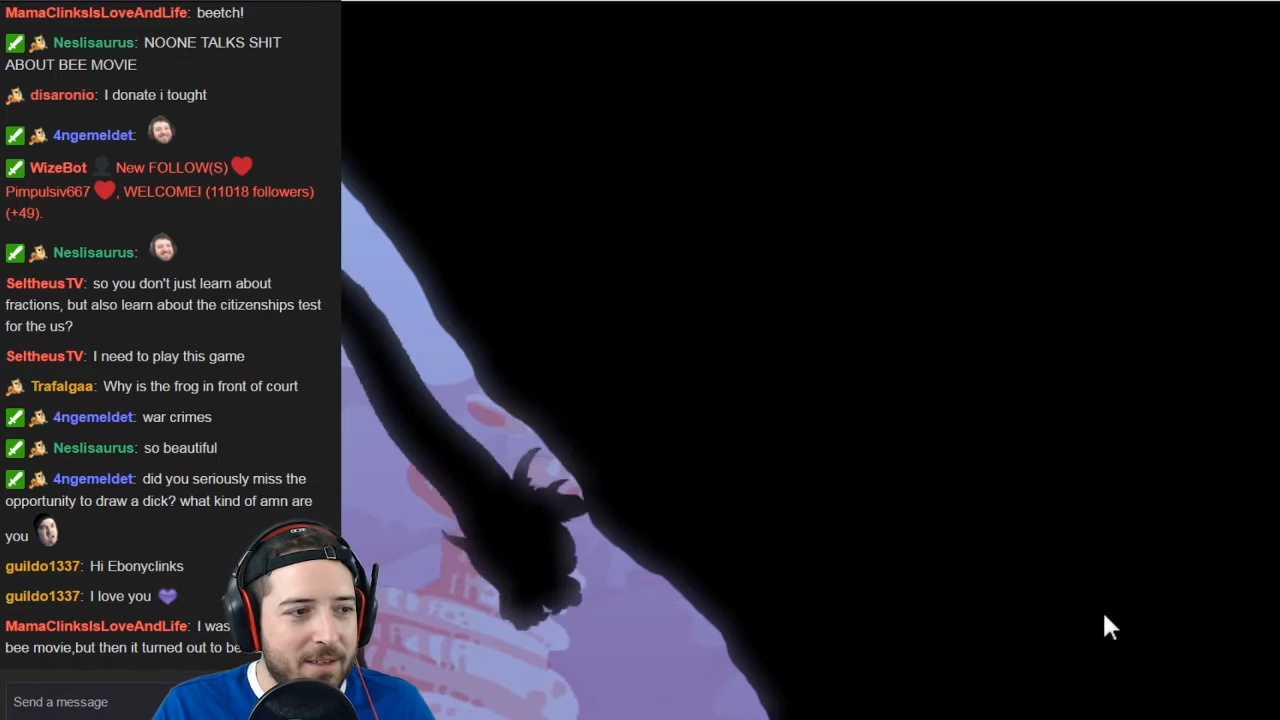 MamaClinksIsLoveAndLife: beetch!
Neslisaurus: NOONE TALKS SHIT
ABOUT BEE MOVIE
disaronio: I donate i tought
4ngemeldet:
WizeBot New FOLLOW(S)
Pimpulsiv667 , WELCOME! (11018 followers)
(+49).
Neslisaurus:
SeltheusTV: so you don't just learn about
fractions, but also learn about the citizenships test
for the us?
SeltheusTV: I need to play this game
Trafalgaa: Why is the frog in front of court
4ngemeldet: war crimes
Neslisaurus: so beautiful
4ngemeldet: did you seriously miss the
opportunity to draw a dick? what kind of amn are
you
guildo1337: Hi Ebonyclinks
guildo1337: I love you
MamaClinksIsLoveAndLife: I was
bee movie,but then it turned out to be
Send a message